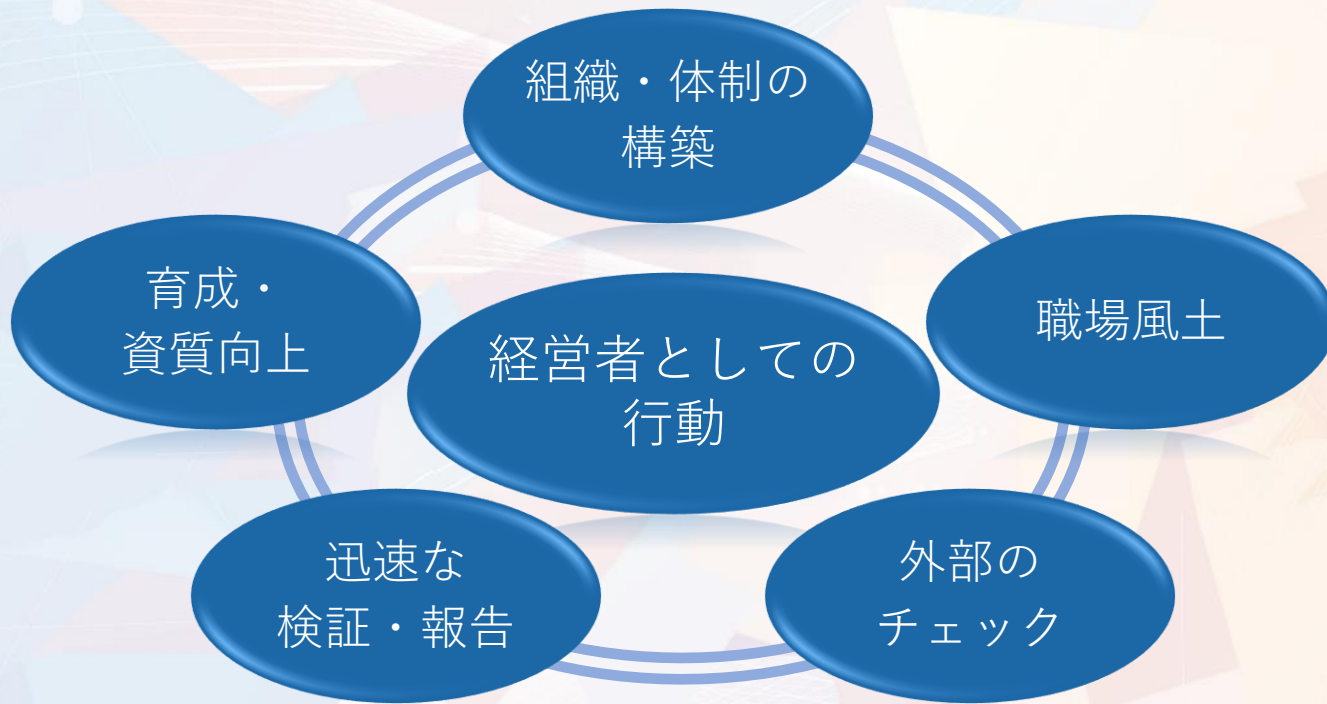 組織・体制の
構築
職場風土
外部の
チェック
迅速な
検証・報告
育成・
資質向上
経営者としての
行動